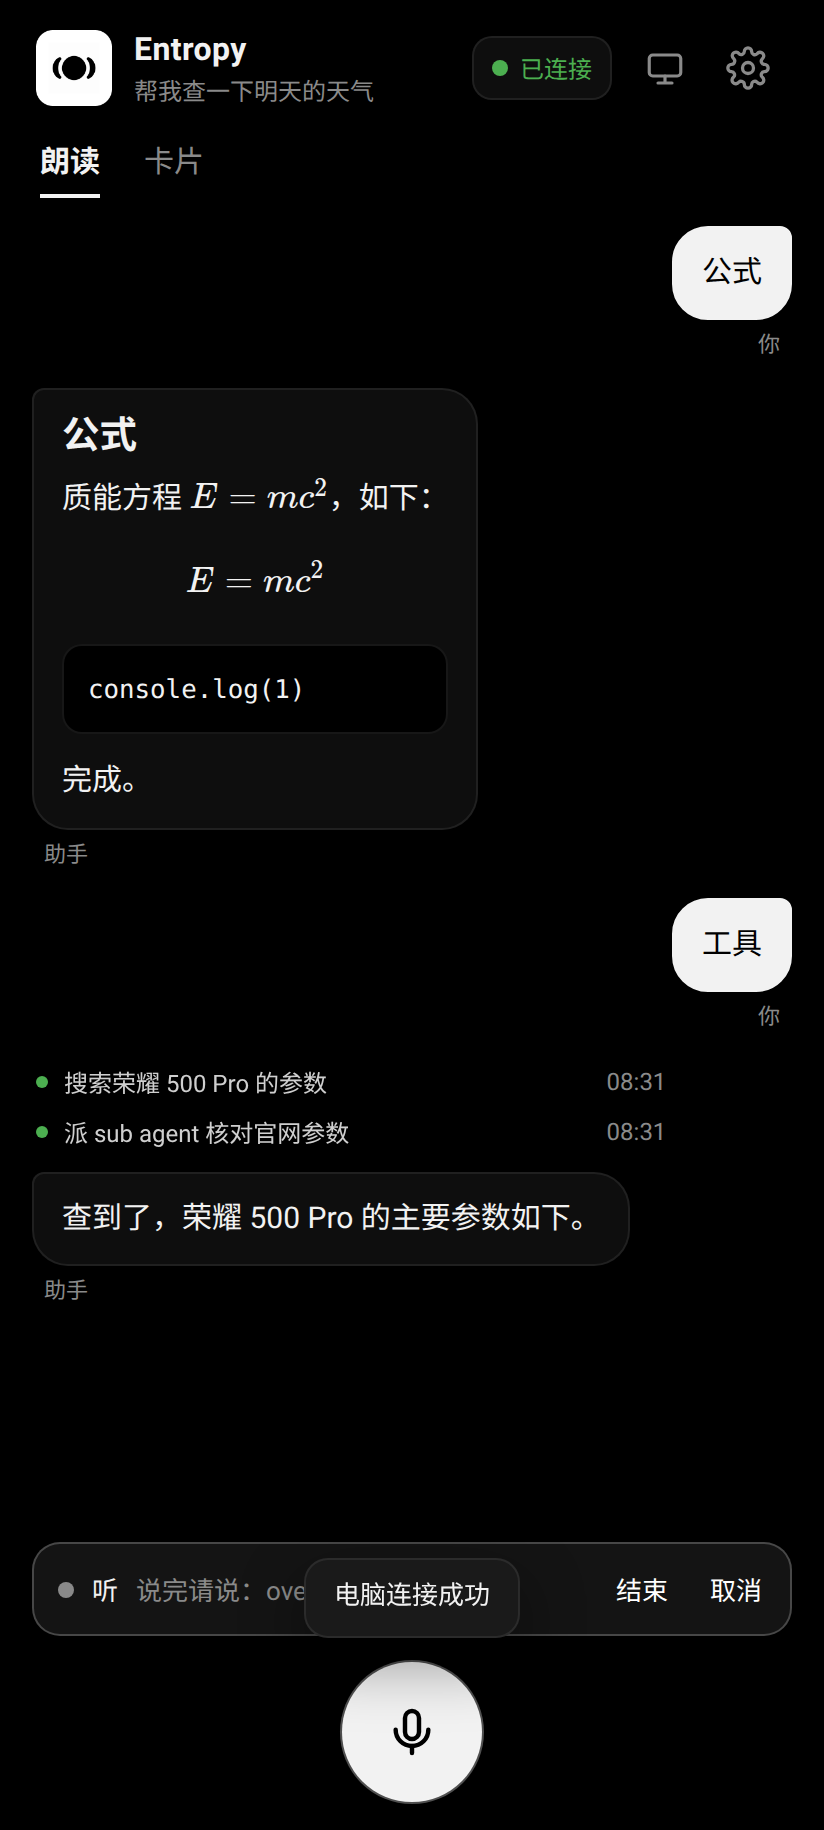 Entropy
帮我查一下明天的天气
已连接
朗读 卡片
公式
你
公式
质能方程 E = mc²，如下：
E = mc²
console.log(1)
完成。
助手
工具
你
搜索荣耀 500 Pro 的参数 08:31
派 sub agent 核对官网参数 08:31
查到了，荣耀 500 Pro 的主要参数如下。
助手
听 说完请说：ove 结束 取消
电脑连接成功